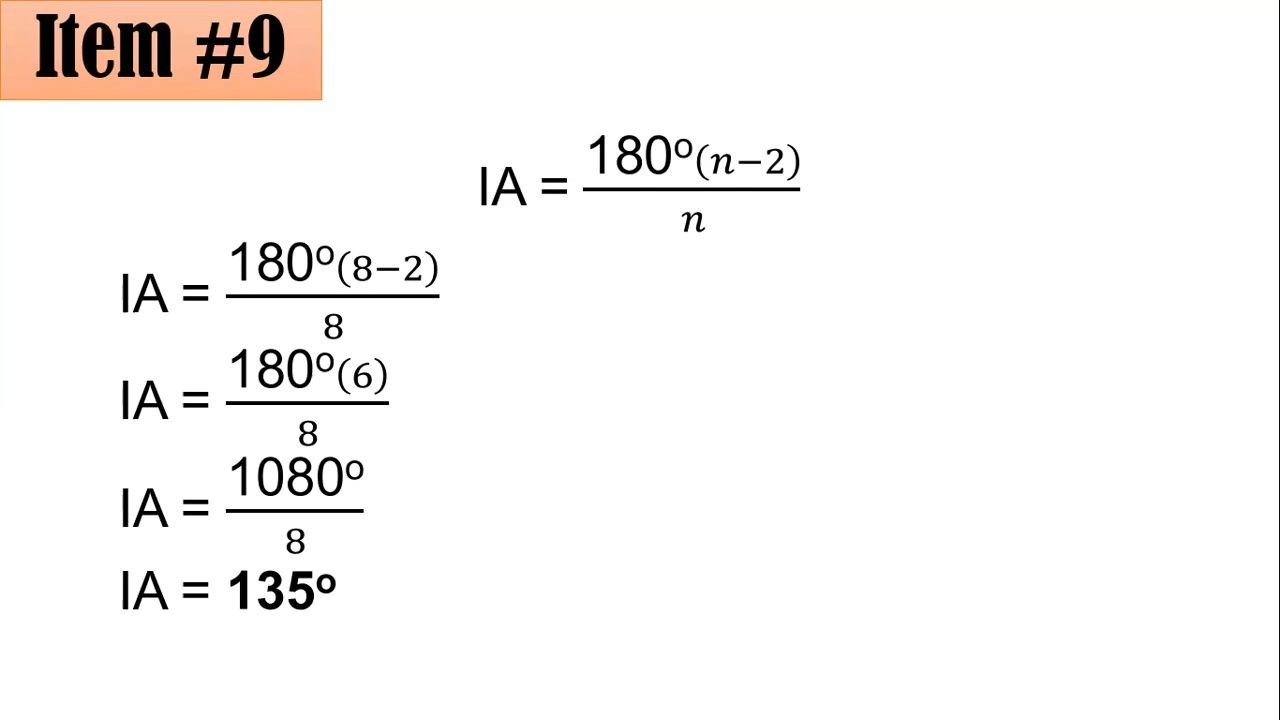 Item #9
IA = 180º(n−2)/n
IA = 180º(8−2)/8
IA = 180º(6)/8
IA = 1080º/8
IA = 135º